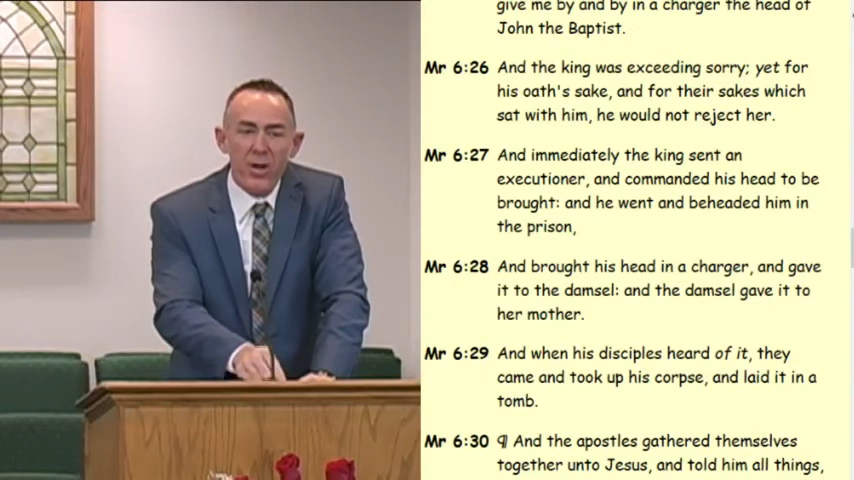 give me by and by in a charger the head of
John the Baptist.
Mr 6:26 And the king was exceeding sorry; yet for
his oath's sake, and for their sakes which
sat with him, he would not reject her.
Mr 6:27 And immediately the king sent an
executioner, and commanded his head to be
brought: and he went and beheaded him in
the prison,
Mr 6:28 And brought his head in a charger, and gave
it to the damsel: and the damsel gave it to
her mother.
Mr 6:29 And when his disciples heard of it, they
came and took up his corpse, and laid it in a
tomb.
Mr 6:30 ¶ And the apostles gathered themselves
together unto Jesus, and told him all things,